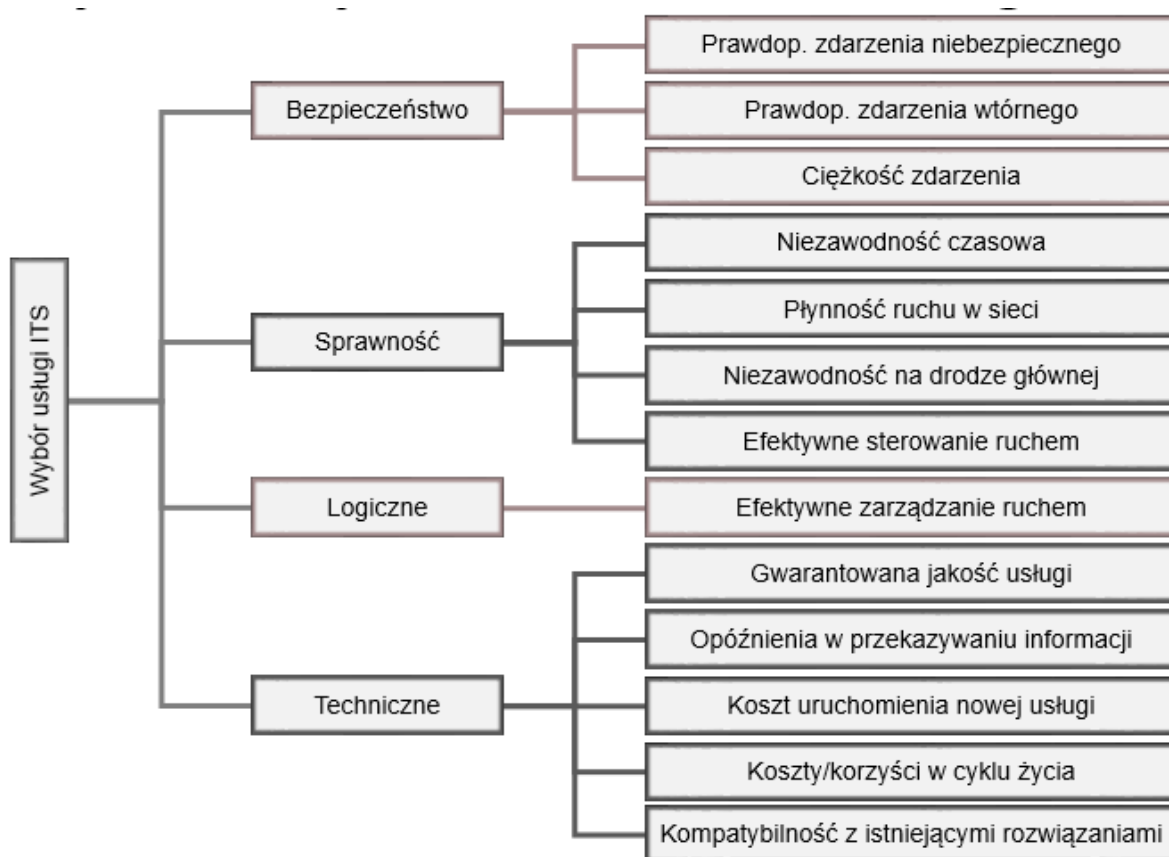 Wybór usługi ITS
Bezpieczeństwo
Prawdop. zdarzenia niebezpiecznego
Prawdop. zdarzenia wtórnego
Ciężkość zdarzenia
Sprawność
Niezawodność czasowa
Płynność ruchu w sieci
Niezawodność na drodze głównej
Efektywne sterowanie ruchem
Logiczne
Efektywne zarządzanie ruchem
Techniczne
Gwarantowana jakość usługi
Opóźnienia w przekazywaniu informacji
Koszt uruchomienia nowej usługi
Koszty/korzyści w cyklu życia
Kompatybilność z istniejącymi rozwiązaniami